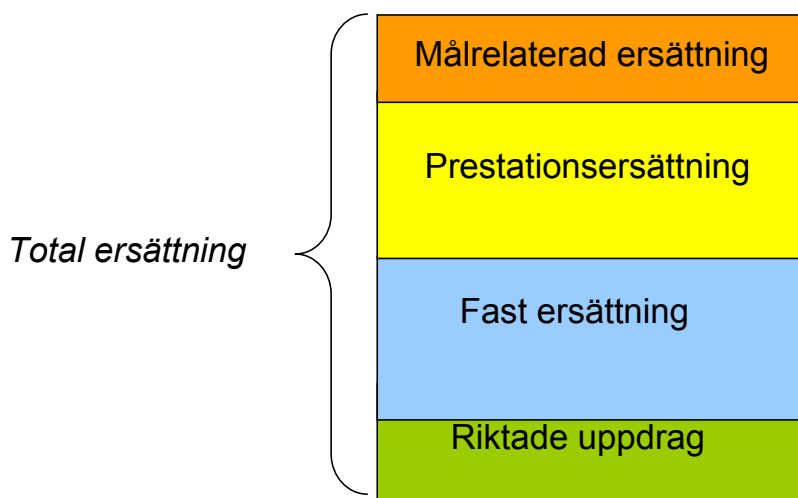 Målrelaterad ersättning
Prestationsersättning
Total ersättning
Fast ersättning
Riktade uppdrag